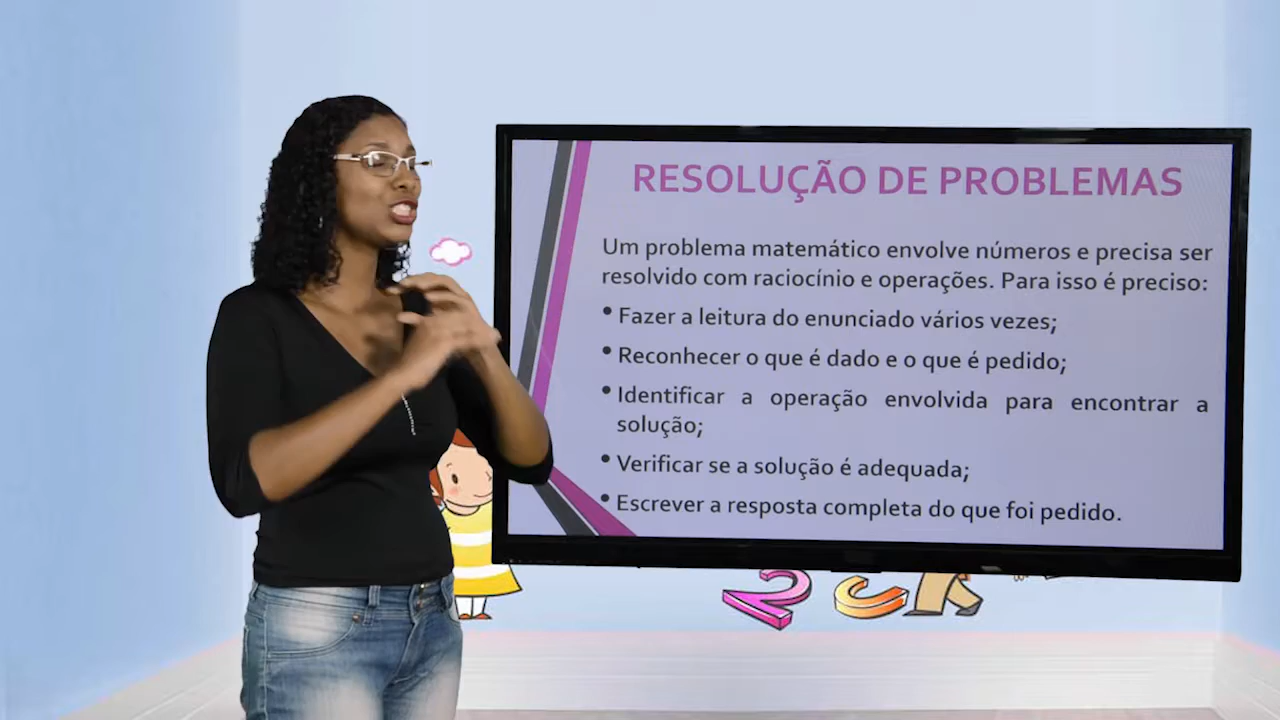 RESOLUÇÃO DE PROBLEMAS
Um problema matemático envolve números e precisa ser
resolvido com raciocínio e operações. Para isso é preciso:
• Fazer a leitura do enunciado vários vezes;
• Reconhecer o que é dado e o que é pedido;
• Identificar a operação envolvida para encontrar a
solução;
• Verificar se a solução é adequada;
• Escrever a resposta completa do que foi pedido.